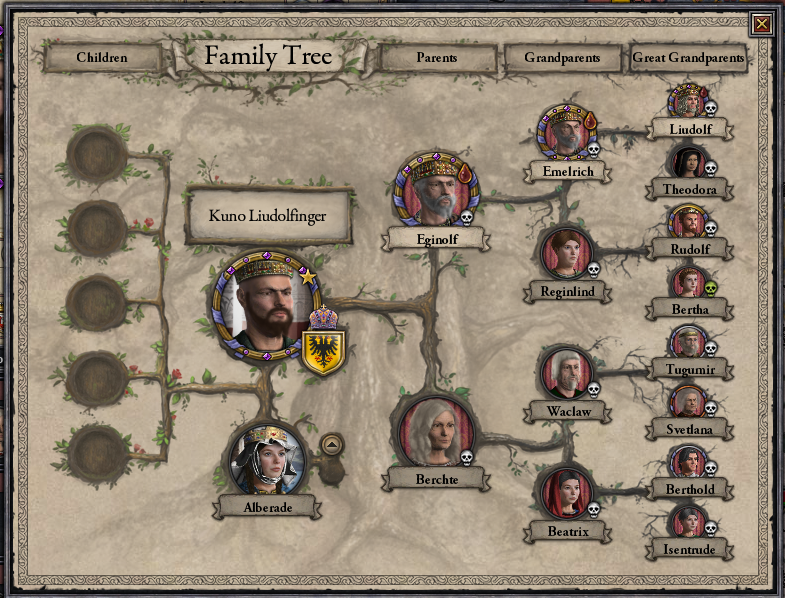 Children
Family Tree
Parents
Grandparents
Great Grandparents
Kuno Liudolfinger
Alberade
Eginolf
Berchte
Emelrich
Reginlind
Waclaw
Beatrix
Liudolf
Theodora
Rudolf
Bertha
Tugumir
Svetlana
Berthold
Isentrude